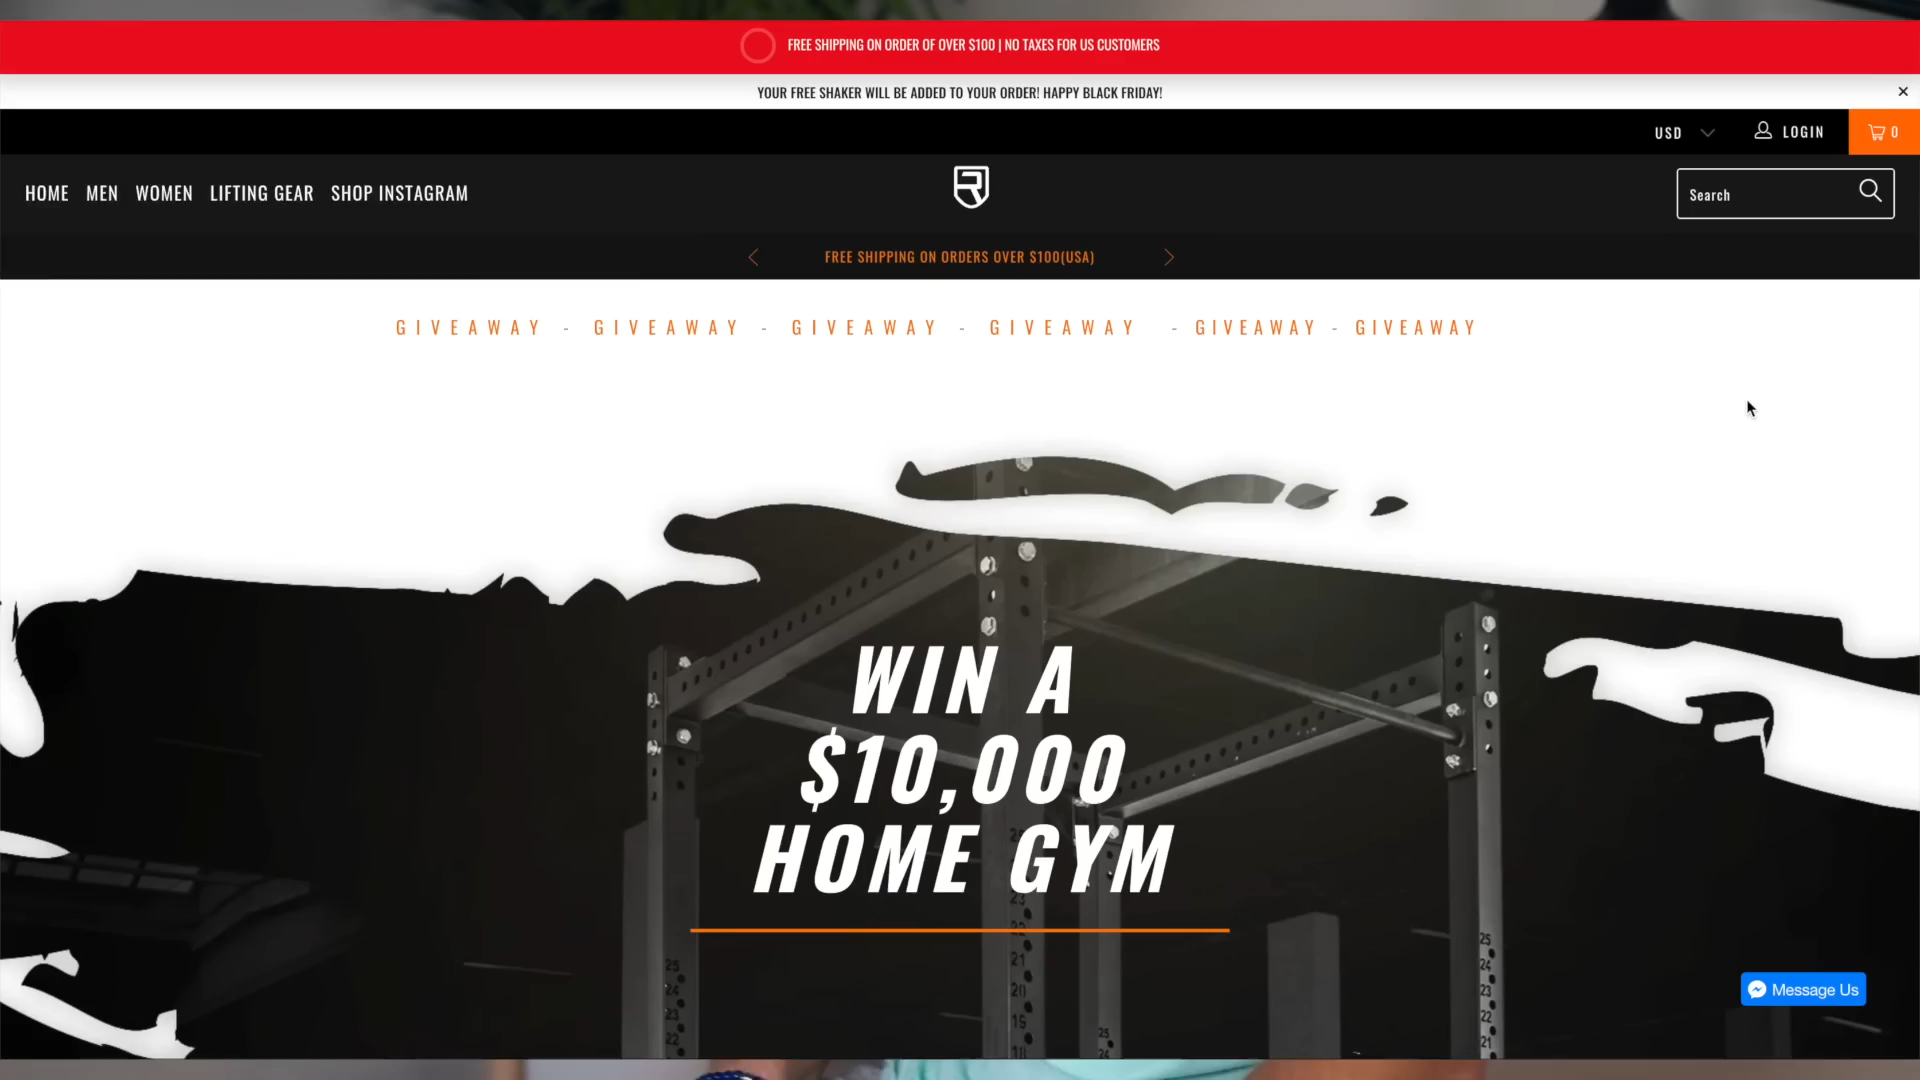 FREE SHIPPING ON ORDER OF OVER $100 | NO TAXES FOR US CUSTOMERS
YOUR FREE SHAKER WILL BE ADDED TO YOUR ORDER! HAPPY BLACK FRIDAY!
USD
LOGIN
0
HOME MEN WOMEN LIFTING GEAR SHOP INSTAGRAM
Search
FREE SHIPPING ON ORDERS OVER $100(USA)
GIVEAWAY - GIVEAWAY - GIVEAWAY - GIVEAWAY - GIVEAWAY - GIVEAWAY
WIN A
$10,000
HOME GYM
Message Us